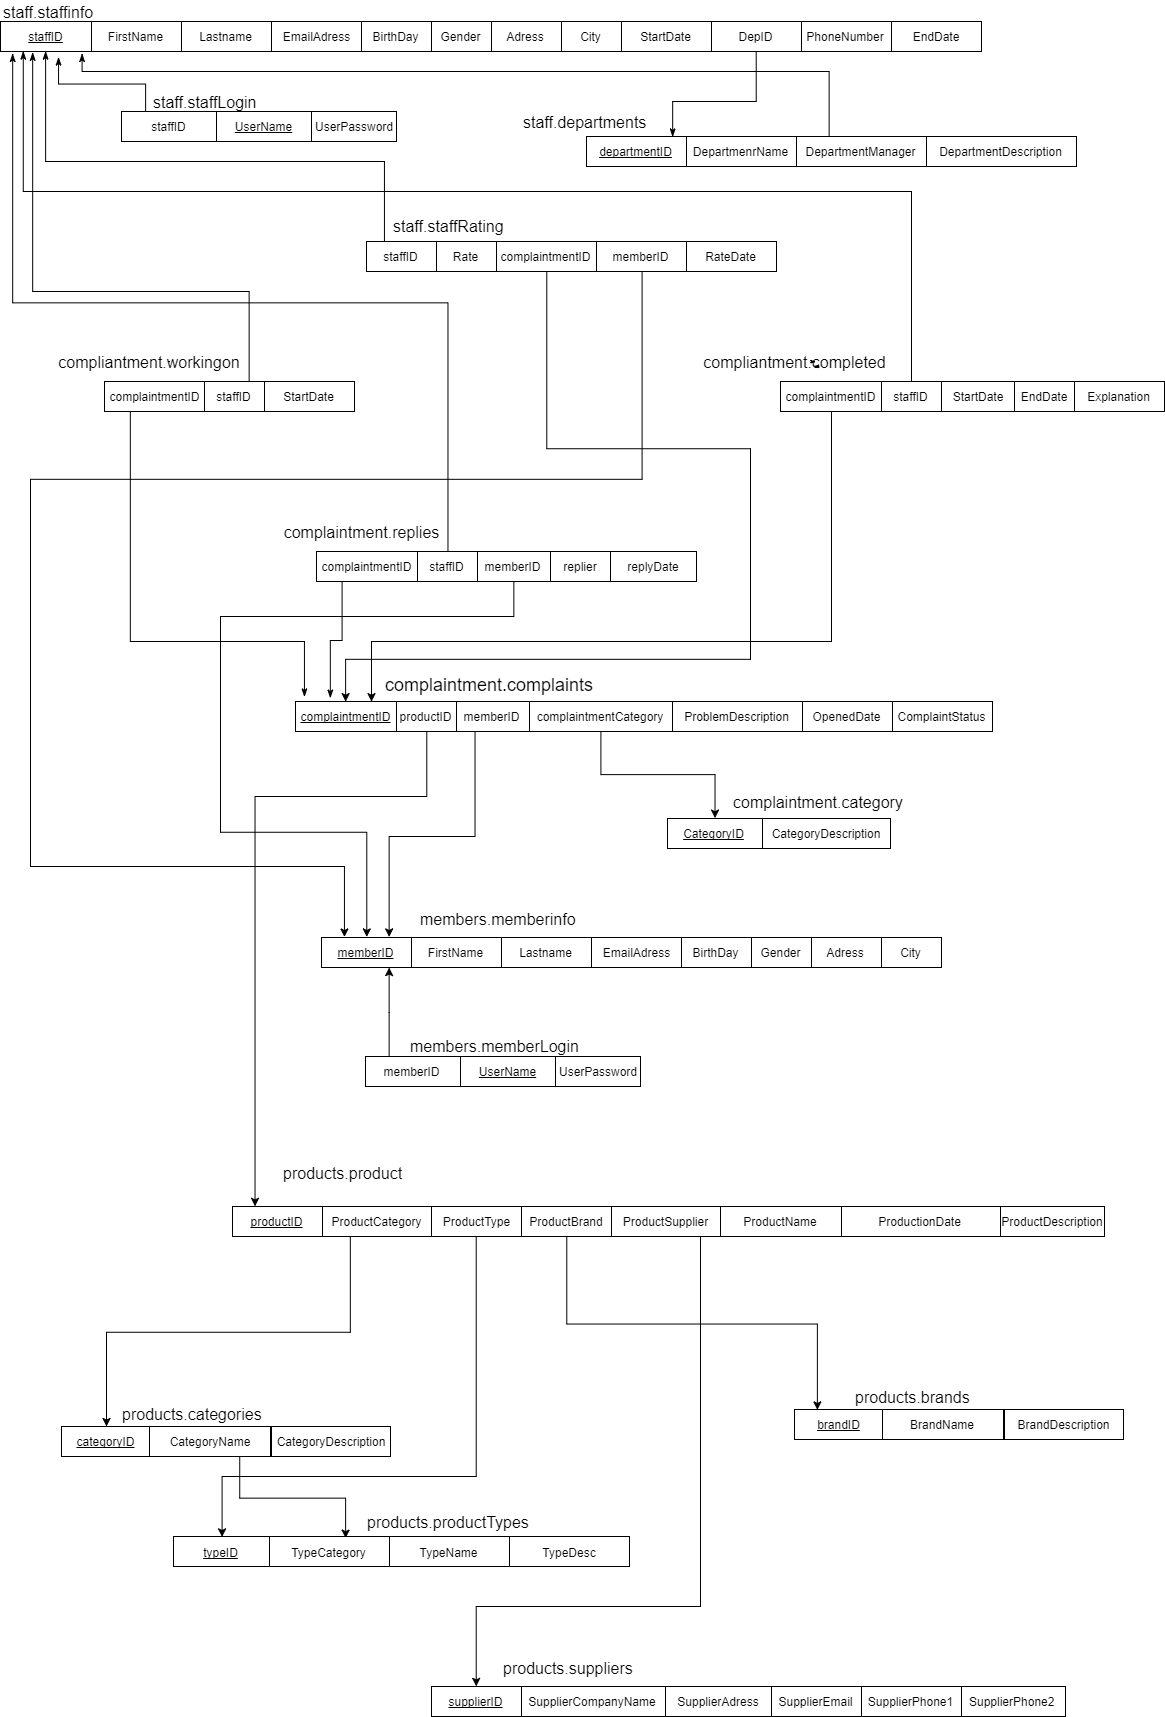 staff.staffinfo
staffID FirstName Lastname EmailAdress BirthDay Gender Adress City StartDate DepID PhoneNumber EndDate
staff.staffLogin
staffID UserName UserPassword
staff.departments
departmentID DepartmenrName DepartmentManager DepartmentDescription
staff.staffRating
staffID Rate complaintmentID memberID RateDate
compliantment.workingon
complaintmentID staffID StartDate
compliantment.completed
complaintmentID staffID StartDate EndDate Explanation
complaintment.replies
complaintmentID staffID memberID replier replyDate
complaintment.complaints
complaintmentID productID memberID complaintmentCategory ProblemDescription OpenedDate ComplaintStatus
complaintment.category
CategoryID CategoryDescription
members.memberinfo
memberID FirstName Lastname EmailAdress BirthDay Gender Adress City
members.memberLogin
memberID UserName UserPassword
products.product
productID ProductCategory ProductType ProductBrand ProductSupplier ProductName ProductionDate ProductDescription
products.brands
brandID BrandName BrandDescription
products.categories
categoryID CategoryName CategoryDescription
products.productTypes
typeID TypeCategory TypeName TypeDesc
products.suppliers
supplierID SupplierCompanyName SupplierAdress SupplierEmail SupplierPhone1 SupplierPhone2